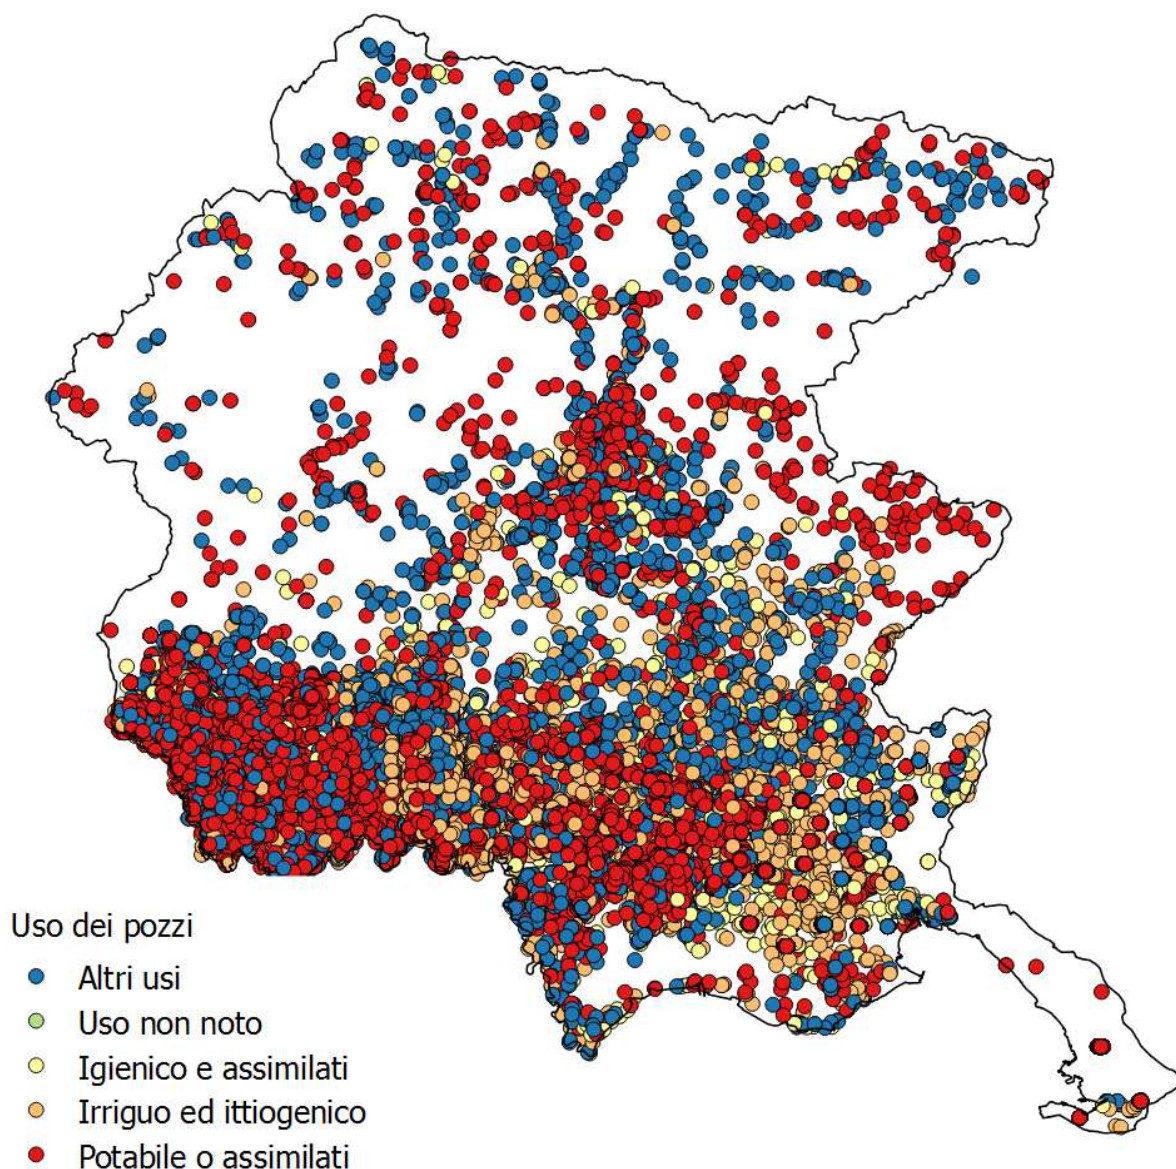 Uso dei pozzi
Altri usi
Uso non noto
Igienico e assimilati
Irriguo ed ittiogenico
Potabile o assimilati